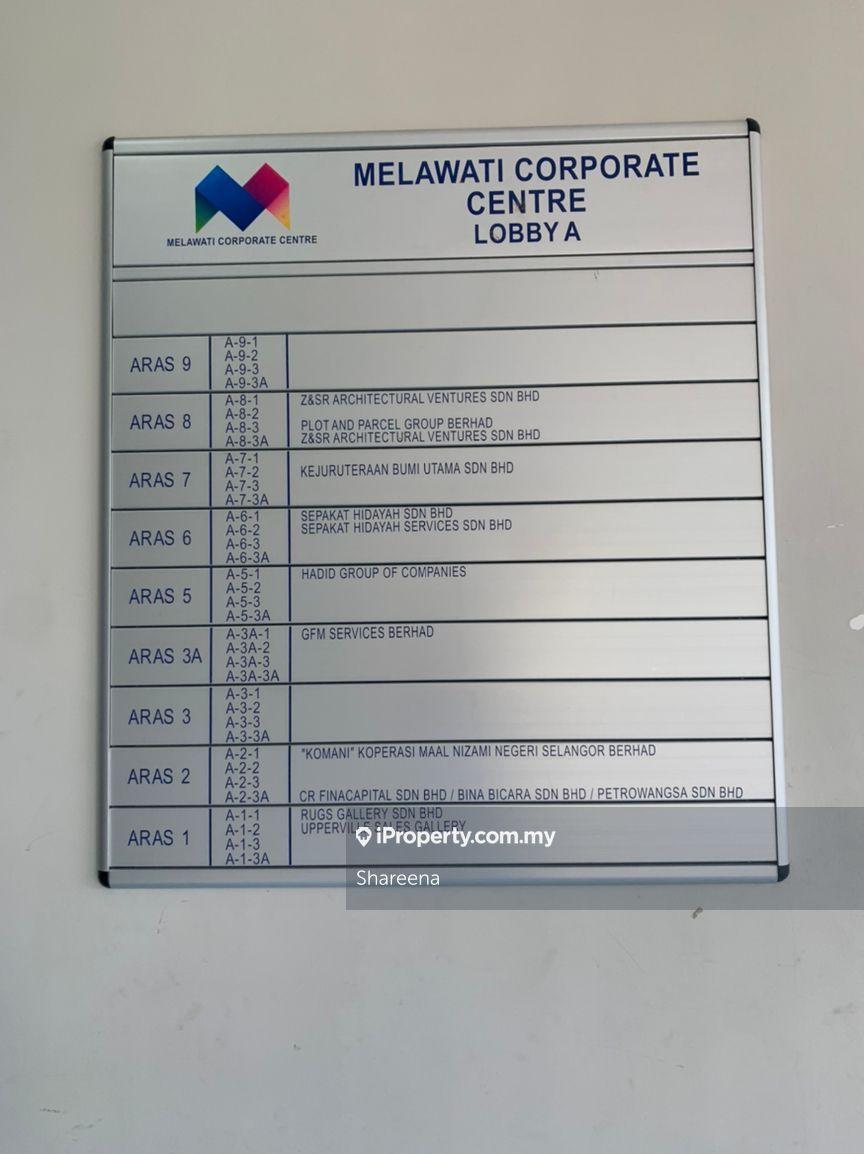 MELAWATI CORPORATE CENTRE
MELAWATI CORPORATE
CENTRE
LOBBY A
ARAS 9
A-9-1
A-9-2
A-9-3
A-9-3A
ARAS 8
A-8-1 Z&SR ARCHITECTURAL VENTURES SDN BHD
A-8-2
A-8-3 PLOT AND PARCEL GROUP BERHAD
A-8-3A Z&SR ARCHITECTURAL VENTURES SDN BHD
ARAS 7
A-7-1
A-7-2 KEJURUTERAAN BUMI UTAMA SDN BHD
A-7-3
A-7-3A
ARAS 6
A-6-1 SEPAKAT HIDAYAH SDN BHD
A-6-2 SEPAKAT HIDAYAH SERVICES SDN BHD
A-6-3
A-6-3A
ARAS 5
A-5-1 HADID GROUP OF COMPANIES
A-5-2
A-5-3
A-5-3A
ARAS 3A
A-3A-1 GFM SERVICES BERHAD
A-3A-2
A-3A-3
A-3A-3A
ARAS 3
A-3-1
A-3-2
A-3-3
A-3-3A
ARAS 2
A-2-1 "KOMANI" KOPERASI MAAL NIZAMI NEGERI SELANGOR BERHAD
A-2-2
A-2-3
A-2-3A CR FINACAPITAL SDN BHD / BINA BICARA SDN BHD / PETROWANGSA SDN BHD
ARAS 1
A-1-1 RUGS GALLERY SDN BHD
A-1-2 UPPERVILLE SALES GALLERY
A-1-3
A-1-3A
iProperty.com.my
Shareena